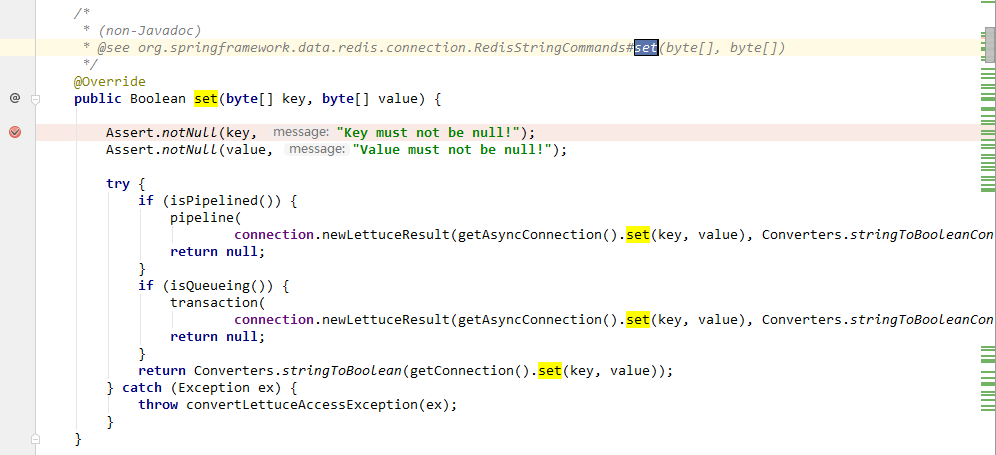 /*
 * (non-Javadoc)
 * @see org.springframework.data.redis.connection.RedisStringCommands#set(byte[], byte[])
 */
@Override
@ public Boolean set(byte[] key, byte[] value) {
Assert.notNull(key, message: "Key must not be null!");
Assert.notNull(value, message: "Value must not be null!");
try {
if (isPipelined()) {
pipeline(
connection.newLettuceResult(getAsyncConnection().set(key, value), Converters.stringToBooleanCon
return null;
}
if (isQueueing()) {
transaction(
connection.newLettuceResult(getAsyncConnection().set(key, value), Converters.stringToBooleanCon
return null;
}
return Converters.stringToBoolean(getConnection().set(key, value));
} catch (Exception ex) {
throw convertLettuceAccessException(ex);
}
}